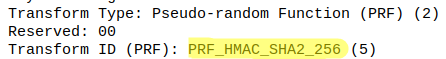 Transform Type: Pseudo-random Function (PRF) (2)
Reserved: 00
Transform ID (PRF): PRF_HMAC_SHA2_256 (5)